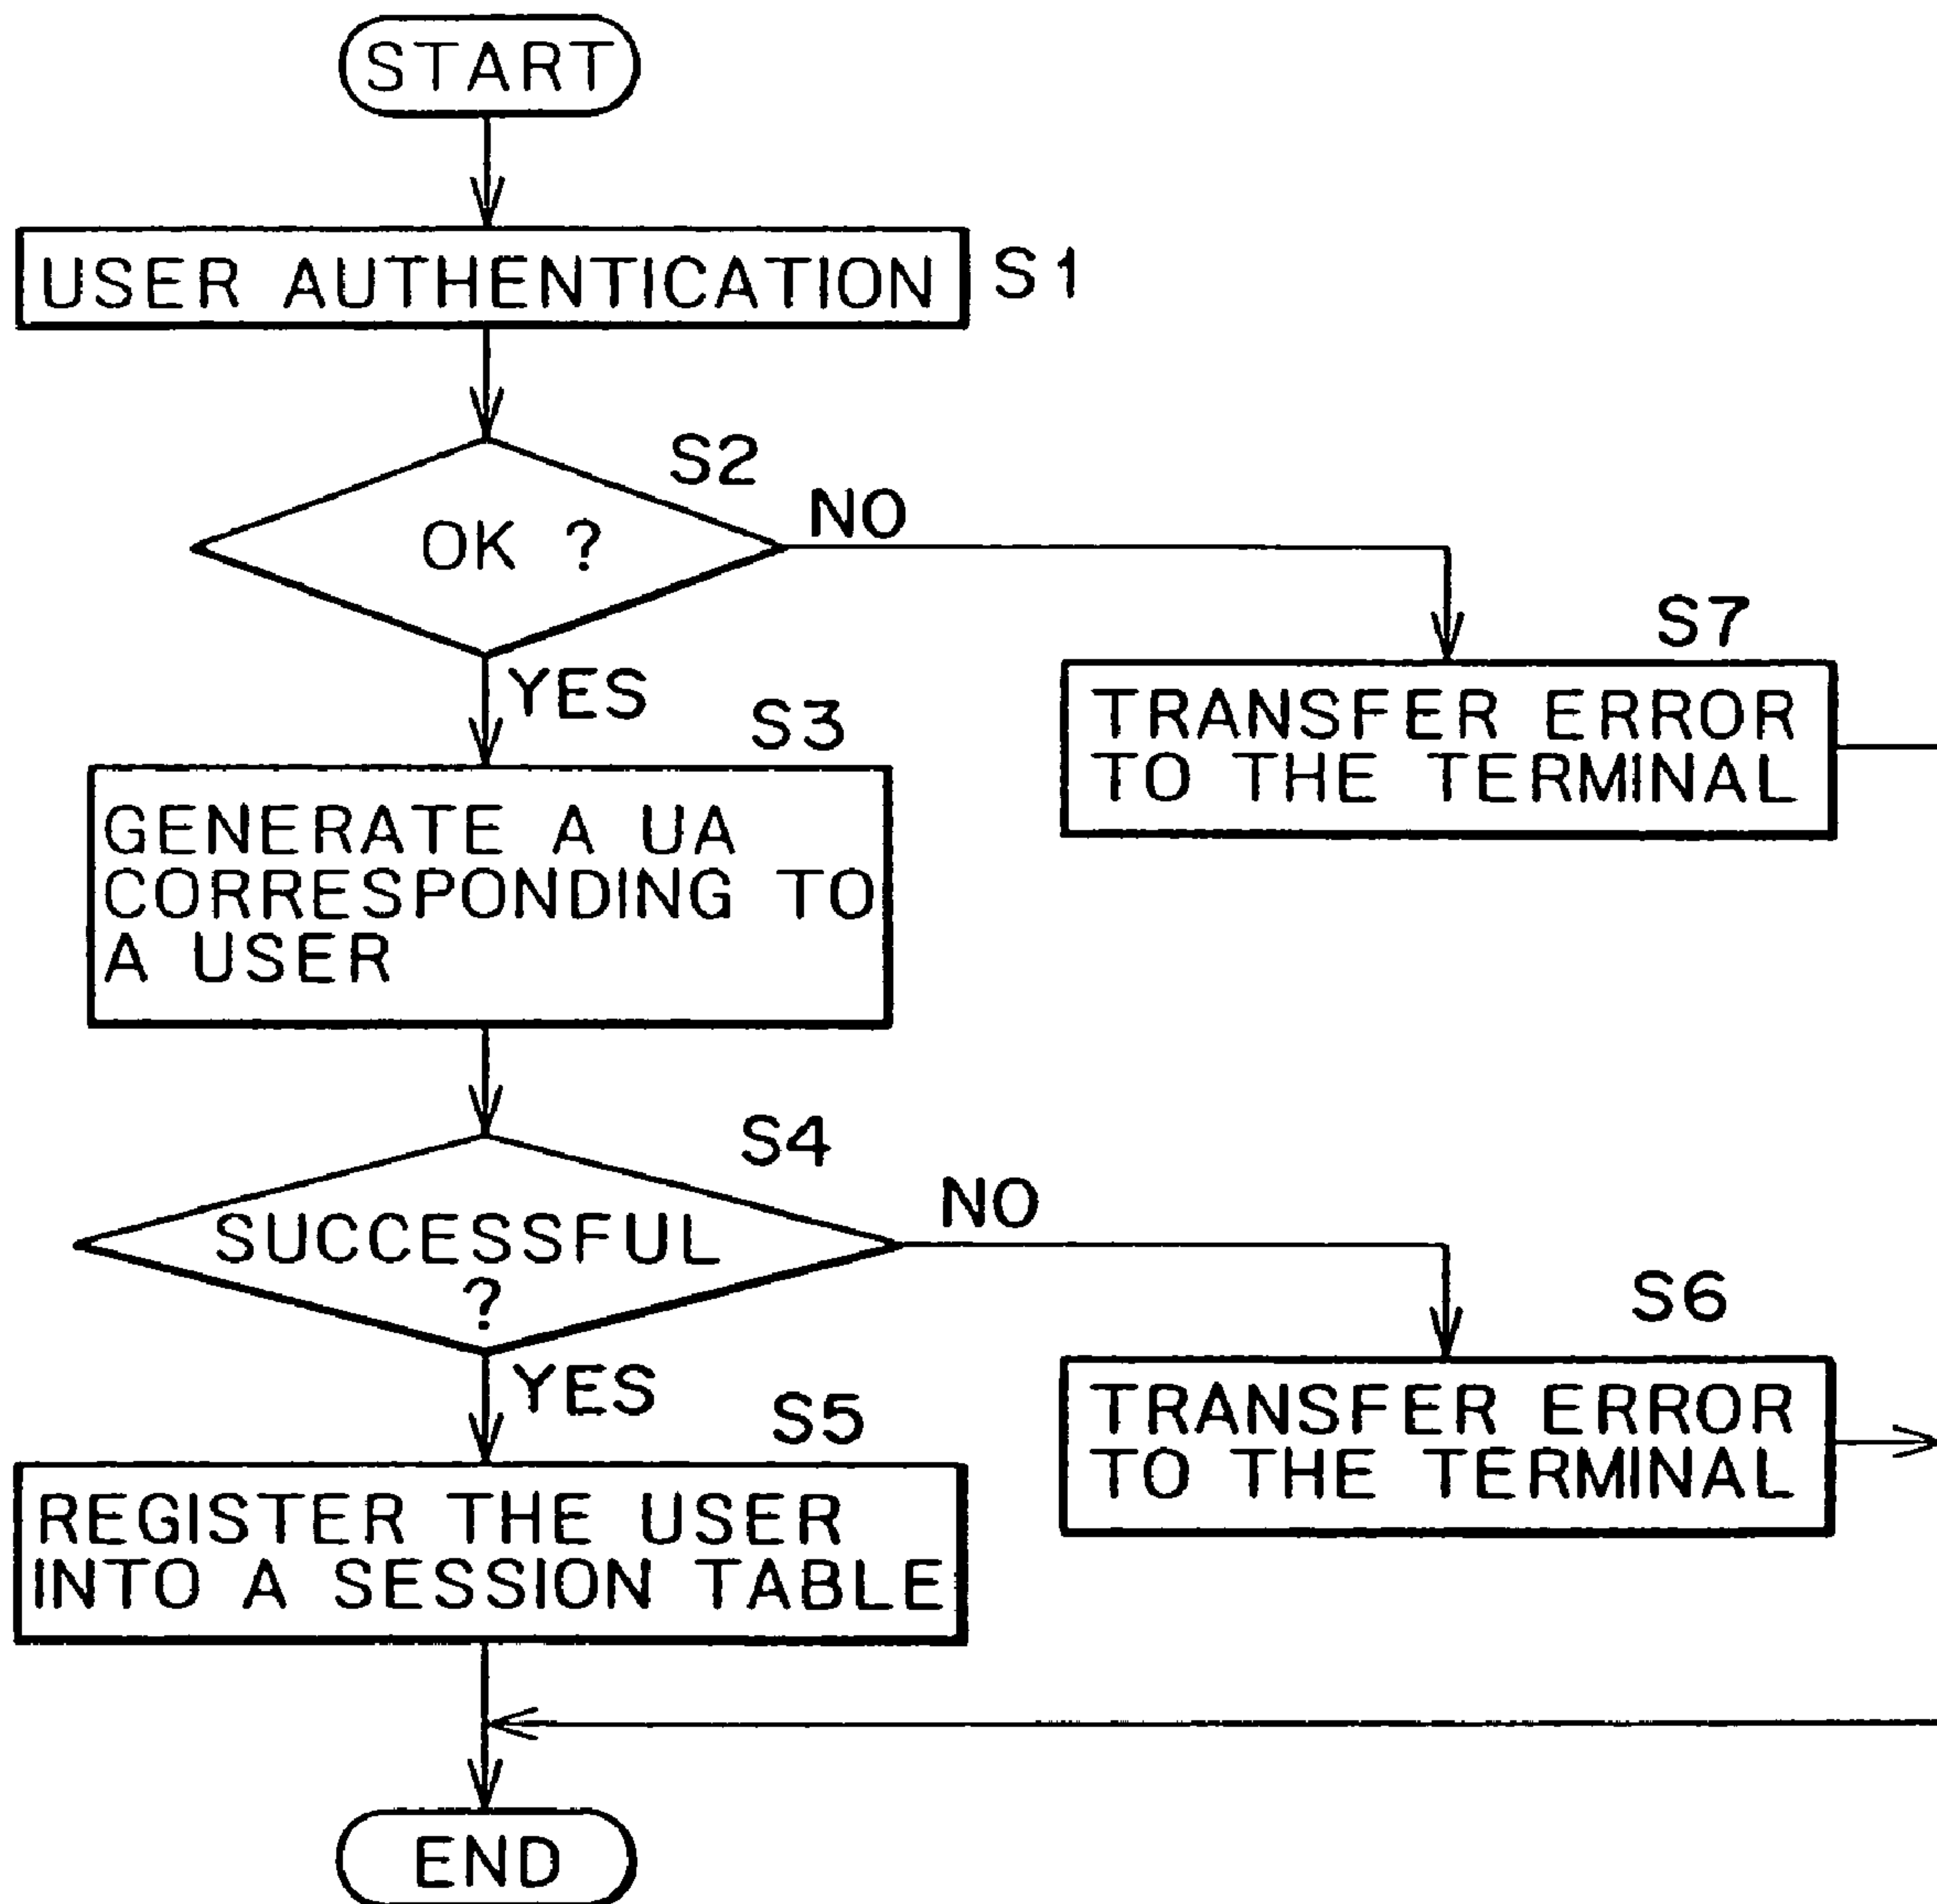 START
USER AUTHENTICATION S1
S2
OK ?
NO
YES
S7
TRANSFER ERROR
TO THE TERMINAL
S3
GENERATE A UA
CORRESPONDING TO
A USER
S4
SUCCESSFUL
?
NO
YES
S6
TRANSFER ERROR
TO THE TERMINAL
S5
REGISTER THE USER
INTO A SESSION TABLE
END